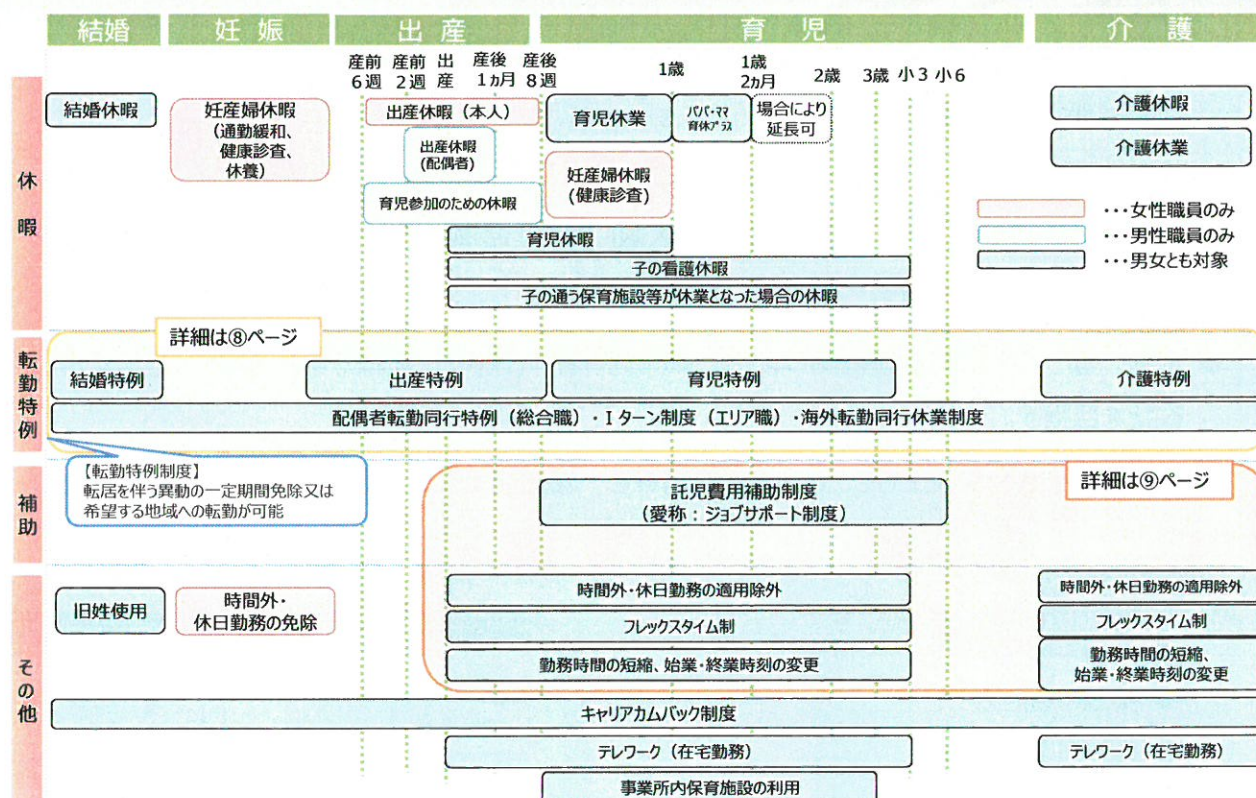 結婚
妊娠
出産
育児
介護
産前
6週
産前
2週
出
産
産後
1ヵ月
産後
8週
1歳
1歳
2ヵ月
2歳
3歳
小3
小6
休暇
結婚休暇
妊産婦休暇
(通勤緩和、
健康診査、
休養)
出産休暇(本人)
出産休暇
(配偶者)
育児参加のための休暇
育児休業
パパ・ママ
育休プラス
場合により
延長可
妊産婦休暇
(健康診査)
育児休暇
子の看護休暇
子の通う保育施設等が休業となった場合の休暇
介護休暇
介護休業
・・・女性職員のみ
・・・男性職員のみ
・・・男女とも対象
転勤特例
詳細は⑧ページ
結婚特例
出産特例
育児特例
介護特例
配偶者転勤同行特例(総合職)・Iターン制度(エリア職)・海外転勤同行休業制度
【転勤特例制度】
転居を伴う異動の一定期間免除又は
希望する地域への転勤が可能
補助
詳細は⑨ページ
託児費用補助制度
(愛称:ジョブサポート制度)
その他
旧姓使用
時間外・
休日勤務の免除
時間外・休日勤務の適用除外
フレックスタイム制
勤務時間の短縮、始業・終業時刻の変更
時間外・休日勤務の適用除外
フレックスタイム制
勤務時間の短縮、
始業・終業時刻の変更
キャリアカムバック制度
テレワーク(在宅勤務)
テレワーク(在宅勤務)
事業所内保育施設の利用